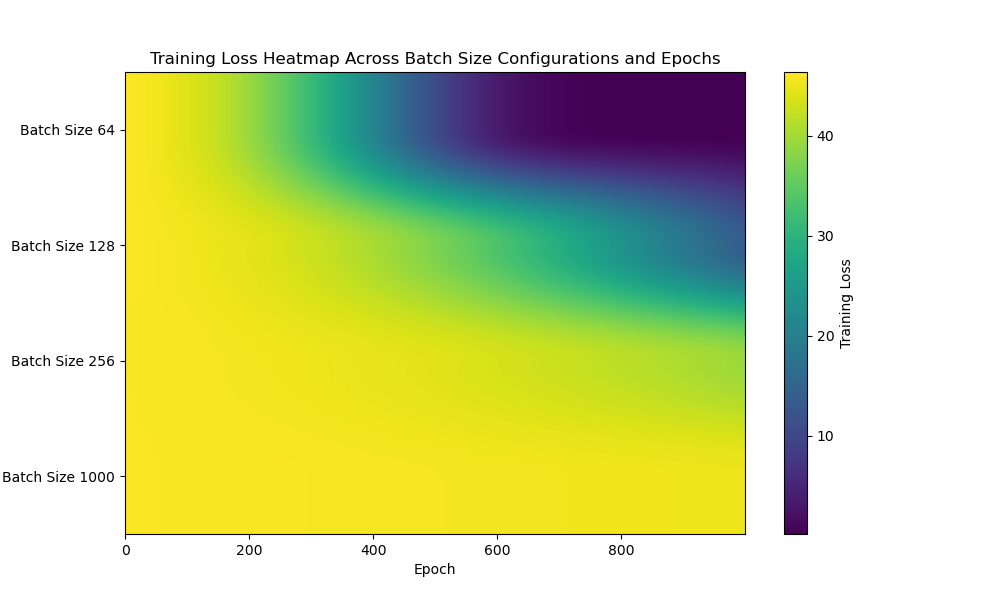 Training Loss Heatmap Across Batch Size Configurations and Epochs
Batch Size 64
Batch Size 128
Batch Size 256
Batch Size 1000
0 200 400 600 800
Epoch
40
30
20
10
Training Loss